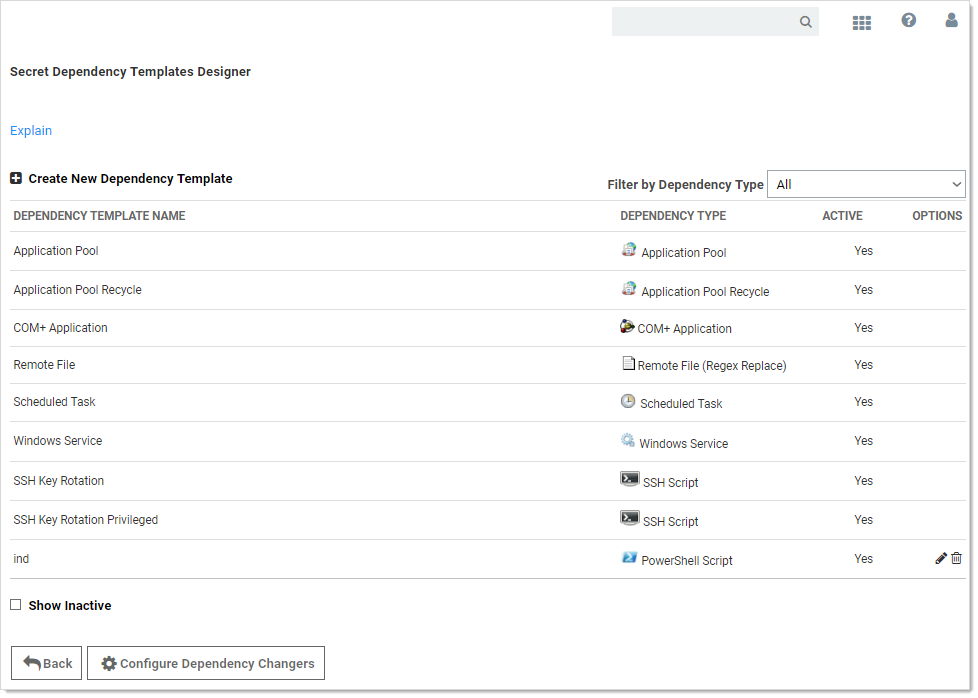 Secret Dependency Templates Designer
Explain
Create New Dependency Template
Filter by Dependency Type All
DEPENDENCY TEMPLATE NAME DEPENDENCY TYPE ACTIVE OPTIONS
Application Pool Application Pool Yes
Application Pool Recycle Application Pool Recycle Yes
COM+ Application COM+ Application Yes
Remote File Remote File (Regex Replace) Yes
Scheduled Task Scheduled Task Yes
Windows Service Windows Service Yes
SSH Key Rotation SSH Script Yes
SSH Key Rotation Privileged SSH Script Yes
ind PowerShell Script Yes
Show Inactive
Back Configure Dependency Changers